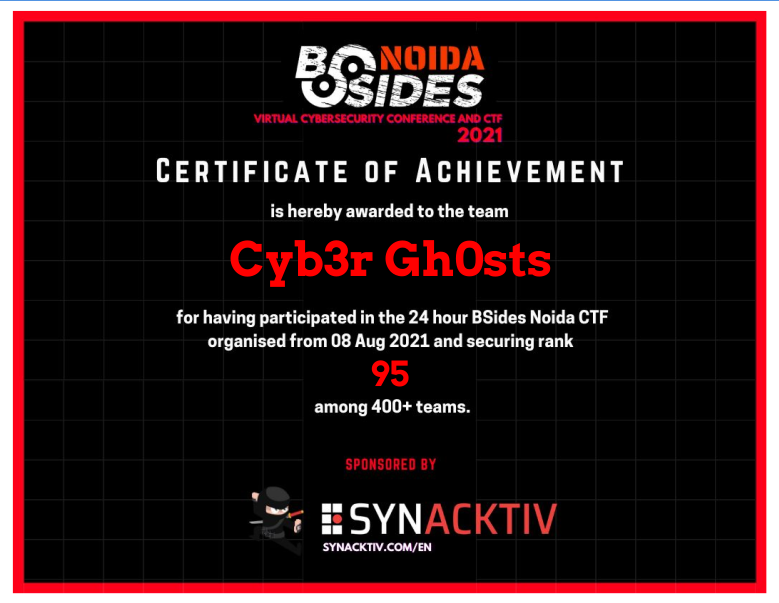 BSIDES NOIDA
VIRTUAL CYBERSECURITY CONFERENCE AND CTF
2021
CERTIFICATE OF ACHIEVEMENT
is hereby awarded to the team
Cyb3r Gh0sts
for having participated in the 24 hour BSides Noida CTF
organised from 08 Aug 2021 and securing rank
95
among 400+ teams.
SPONSORED BY
SYNACKTIV
SYNACKTIV.COM/EN